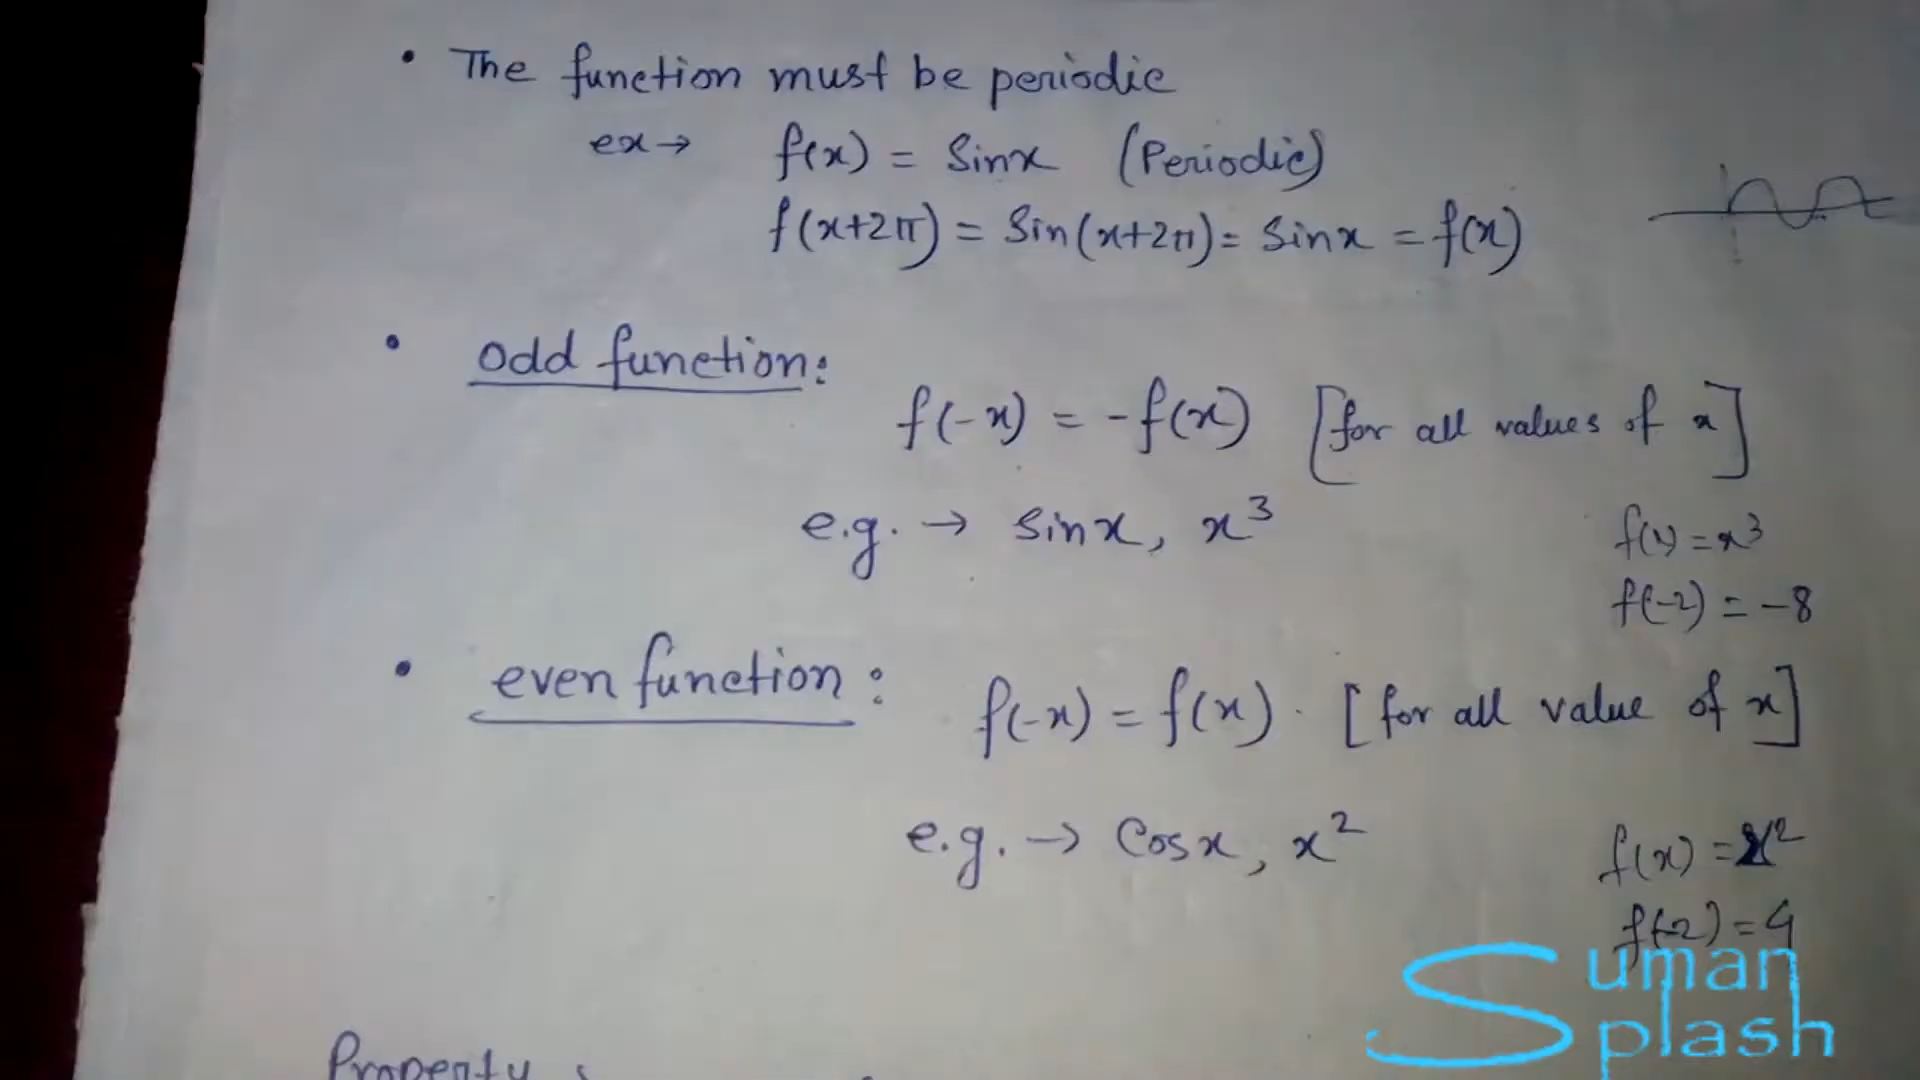 • The function must be periodic
ex → f(x) = Sinx (Periodic)
f(x+2π) = Sin(x+2π) = Sinx = f(x)
• odd function:
f(-x) = -f(x) [for all values of x]
e.g. → Sinx, x³
f(x) = x³
f(-2) = -8
• even function:
f(-x) = f(x). [for all value of x]
e.g. → Cosx, x²
f(x) = x²
f(-2) = 4
Suman
Splash
Property :